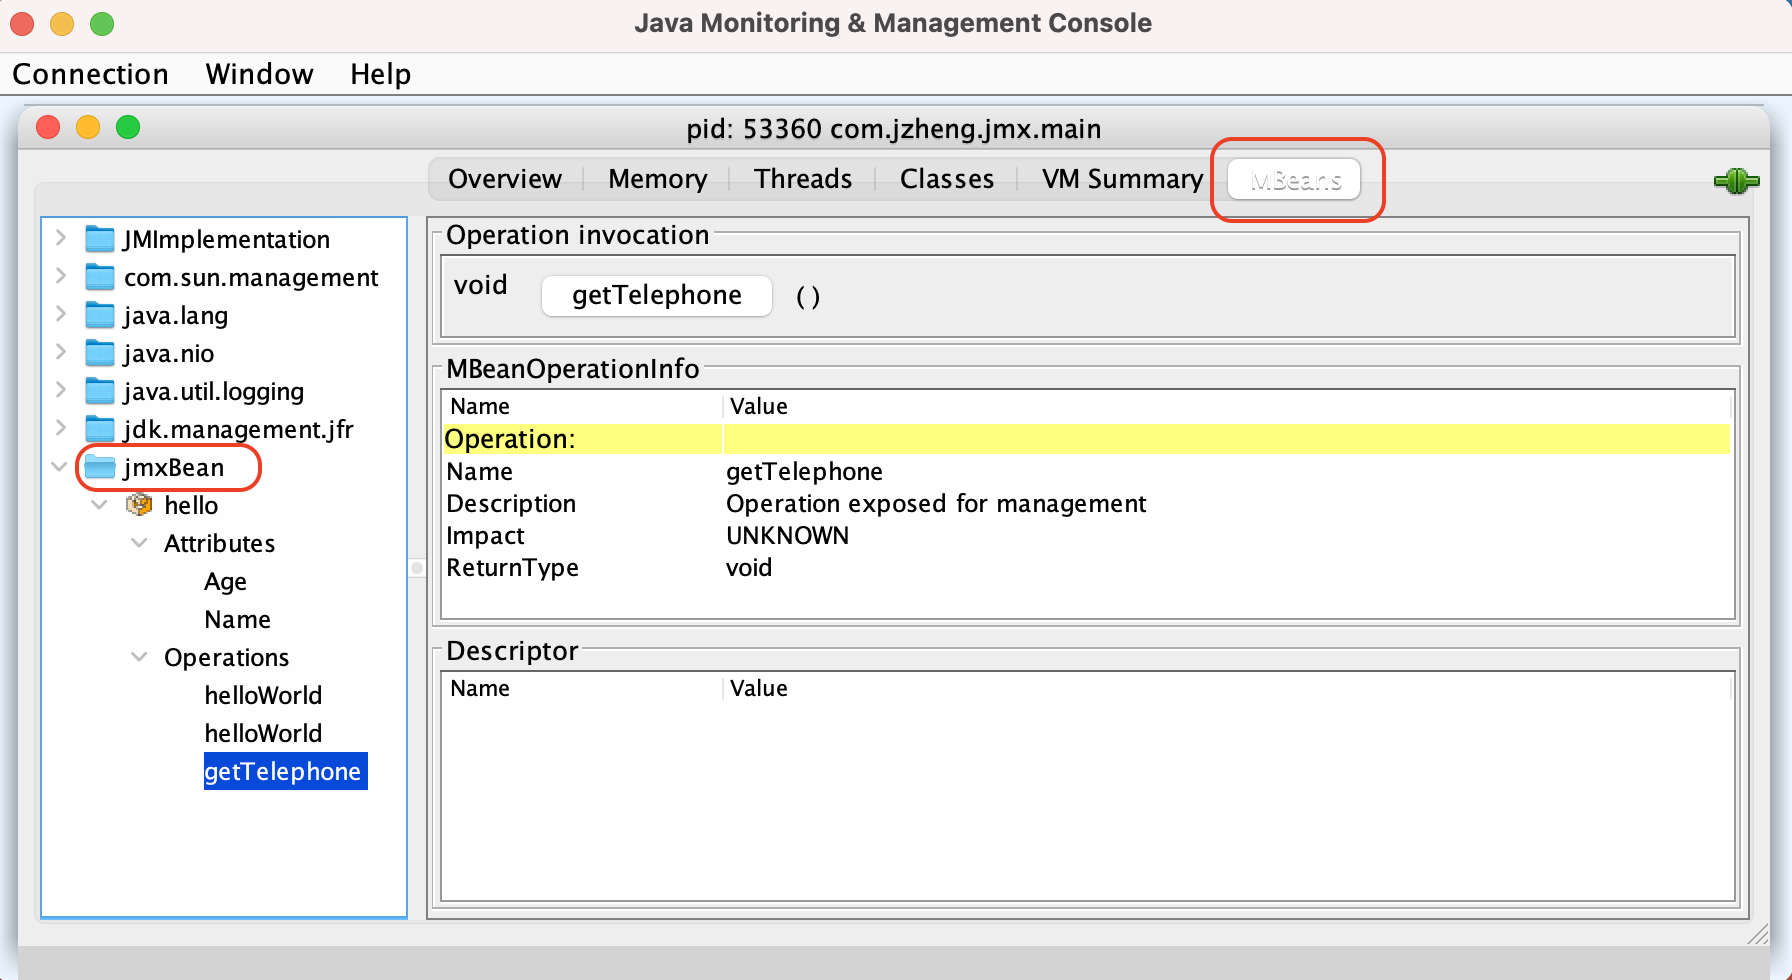 Java Monitoring & Management Console
Connection Window Help
pid: 53360 com.jzheng.jmx.main
Overview Memory Threads Classes VM Summary MBeans
JMImplementation
com.sun.management
java.lang
java.nio
java.util.logging
jdk.management.jfr
jmxBean
hello
Attributes
Age
Name
Operations
helloWorld
helloWorld
getTelephone
Operation invocation
void getTelephone ()
MBeanOperationInfo
Name Value
Operation:
Name getTelephone
Description Operation exposed for management
Impact UNKNOWN
ReturnType void
Descriptor
Name Value